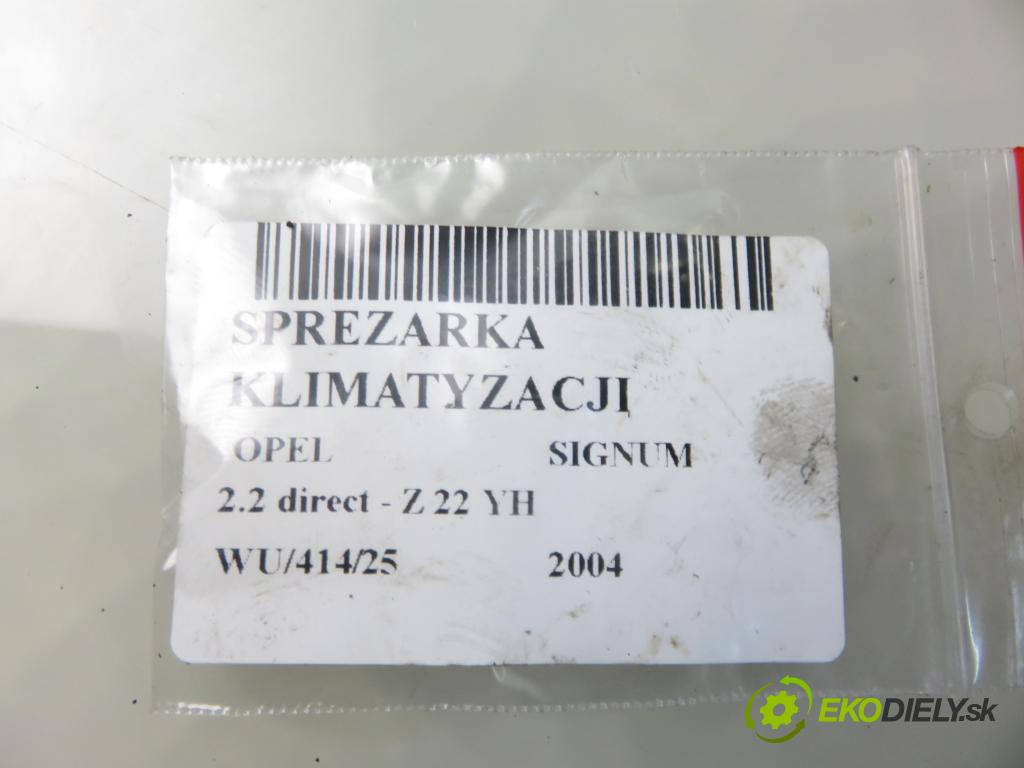 SPREZARKA
KLIMATYZACJI
OPEL SIGNUM
2.2 direct - Z 22 YH
WU/414/25 2004
EKODIELY.sk